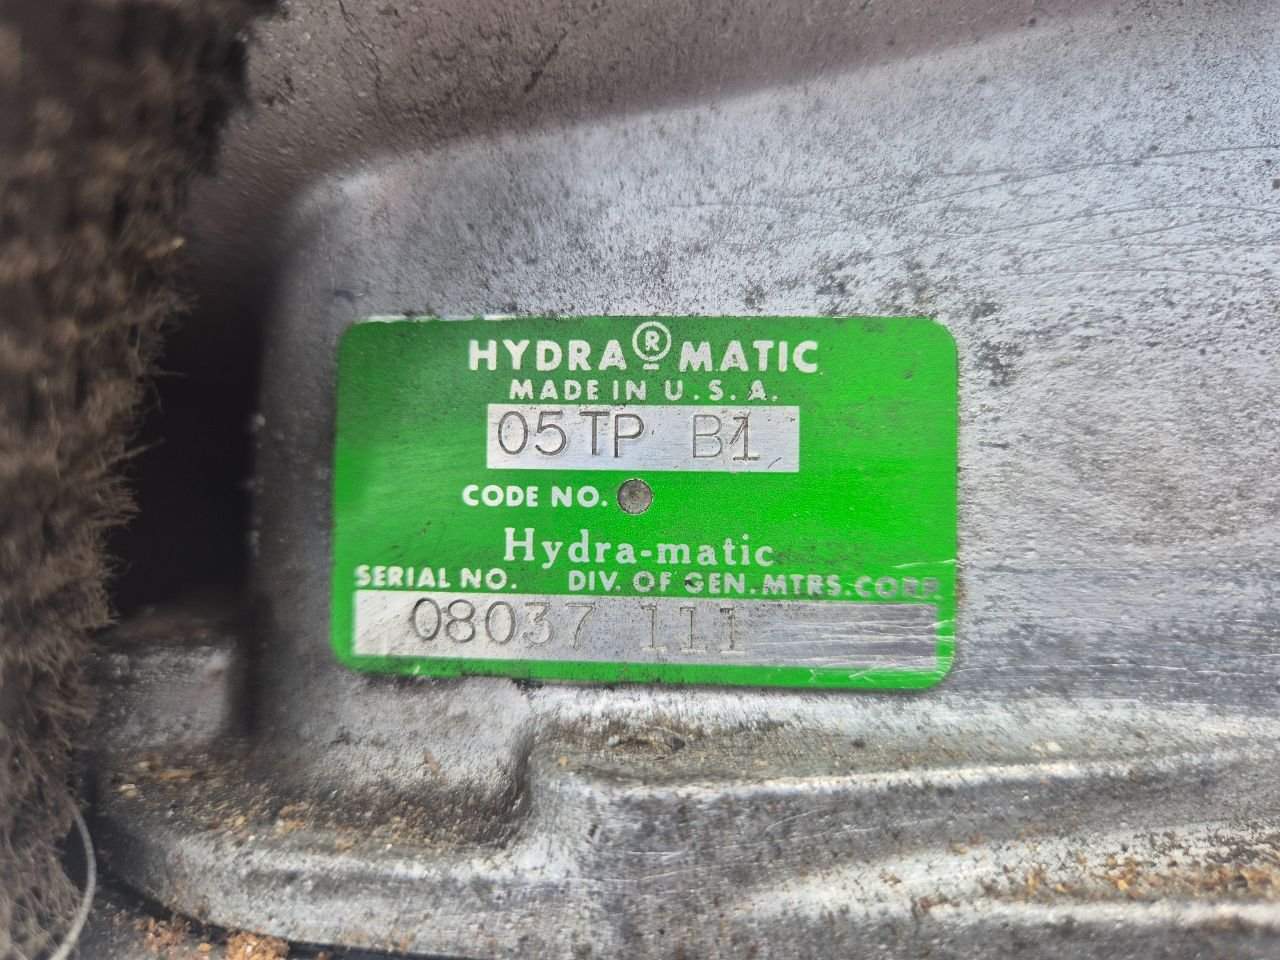 HYDRA-MATIC®
MADE IN U.S.A.
05TP B1
CODE NO.
Hydra-matic
SERIAL NO. DIV. OF GEN. MTRS. CORP.
08037 111